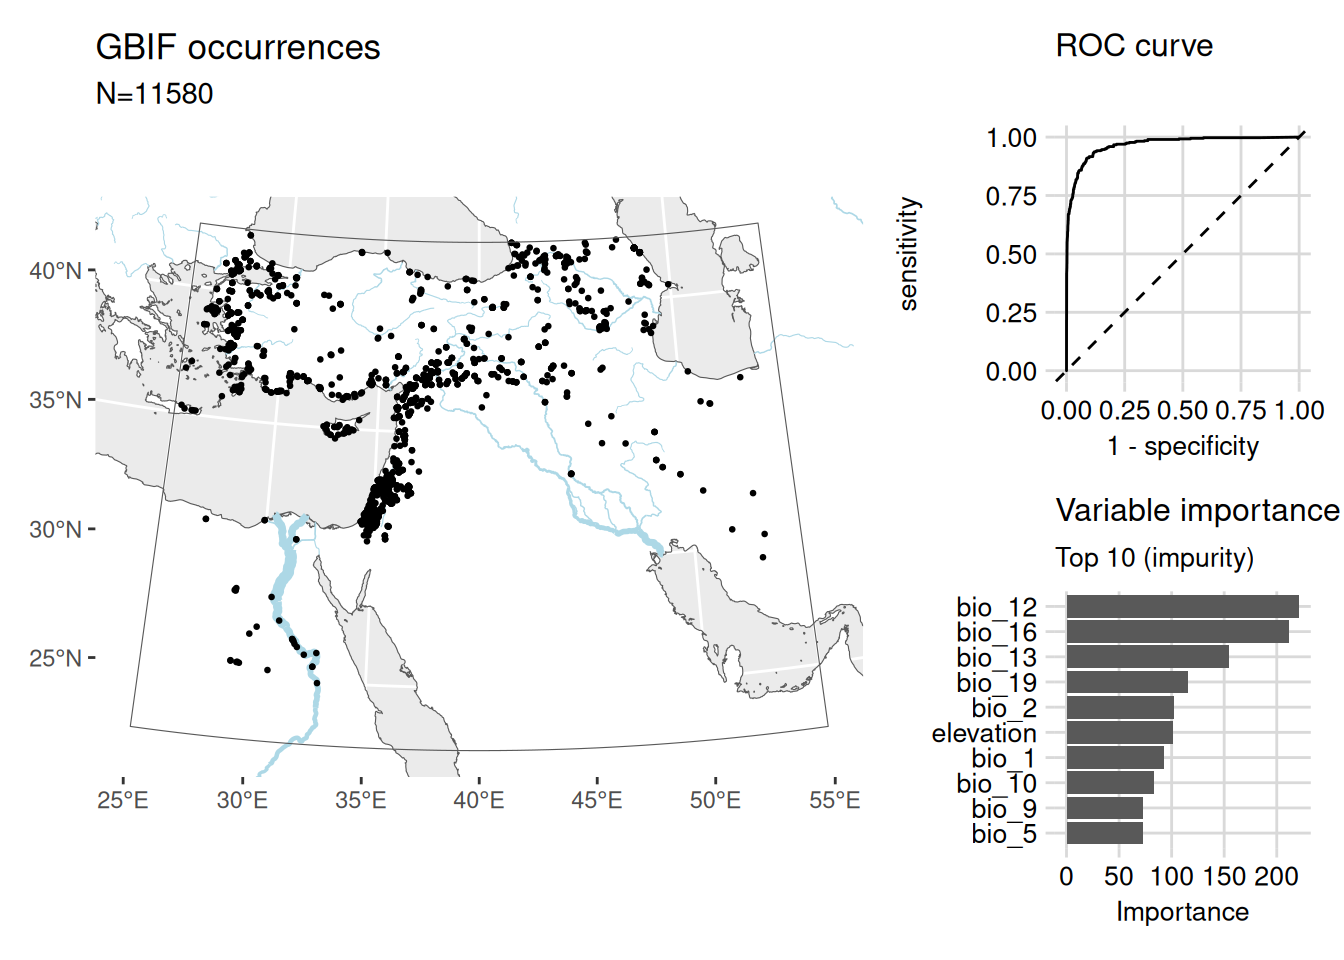 GBIF occurrences
N=11580
40°N
35°N
30°N
25°N
25°E 30°E 35°E 40°E 45°E 50°E 55°E
ROC curve
sensitivity
1.00
0.75
0.50
0.25
0.00
0.00 0.25 0.50 0.75 1.00
1 - specificity
Variable importance
Top 10 (impurity)
bio_12
bio_16
bio_13
bio_19
bio_2
elevation
bio_1
bio_10
bio_9
bio_5
0 50 100 150 200
Importance